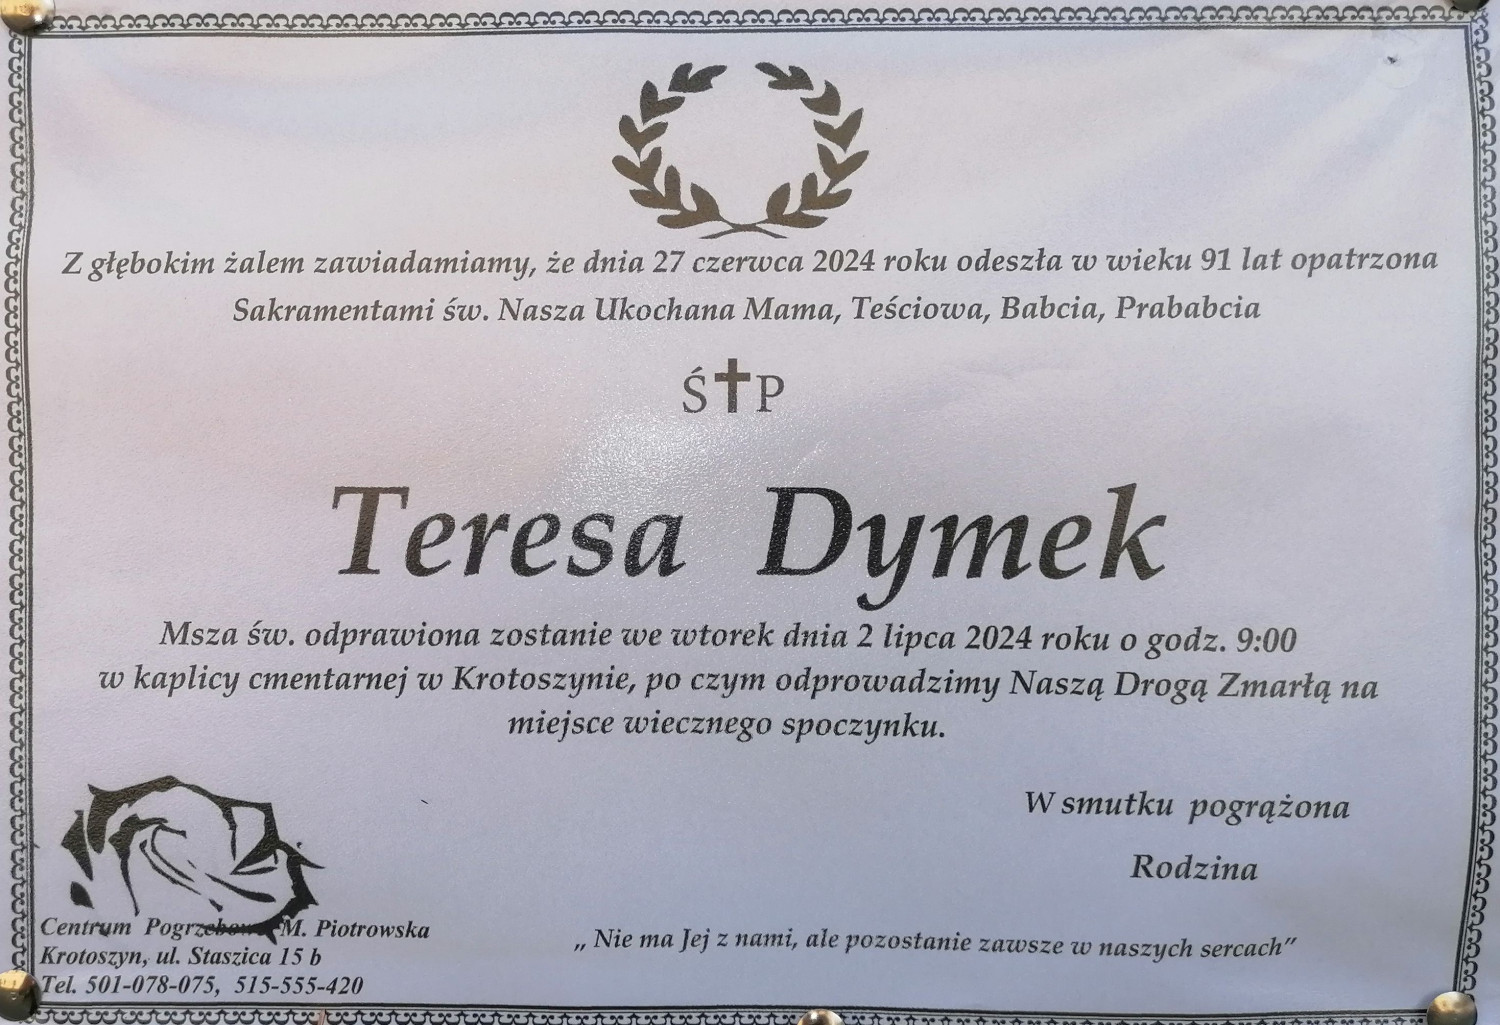 Z głębokim żalem zawiadamiamy, że dnia 27 czerwca 2024 roku odeszła w wieku 91 lat opatrzona
Sakramentami św. Nasza Ukochana Mama, Teściowa, Babcia, Prababcia
Ś✝P
Teresa Dymek
Msza św. odprawiona zostanie we wtorek dnia 2 lipca 2024 roku o godz. 9:00
w kaplicy cmentarnej w Krotoszynie, po czym odprowadzimy Naszą Drogą Zmarłą na
miejsce wiecznego spoczynku.
W smutku pogrążona
Rodzina
Centrum Pogrzebowe M. Piotrowska
Krotoszyn, ul. Staszica 15 b
Tel. 501-078-075, 515-555-420
„ Nie ma Jej z nami, ale pozostanie zawsze w naszych sercach”